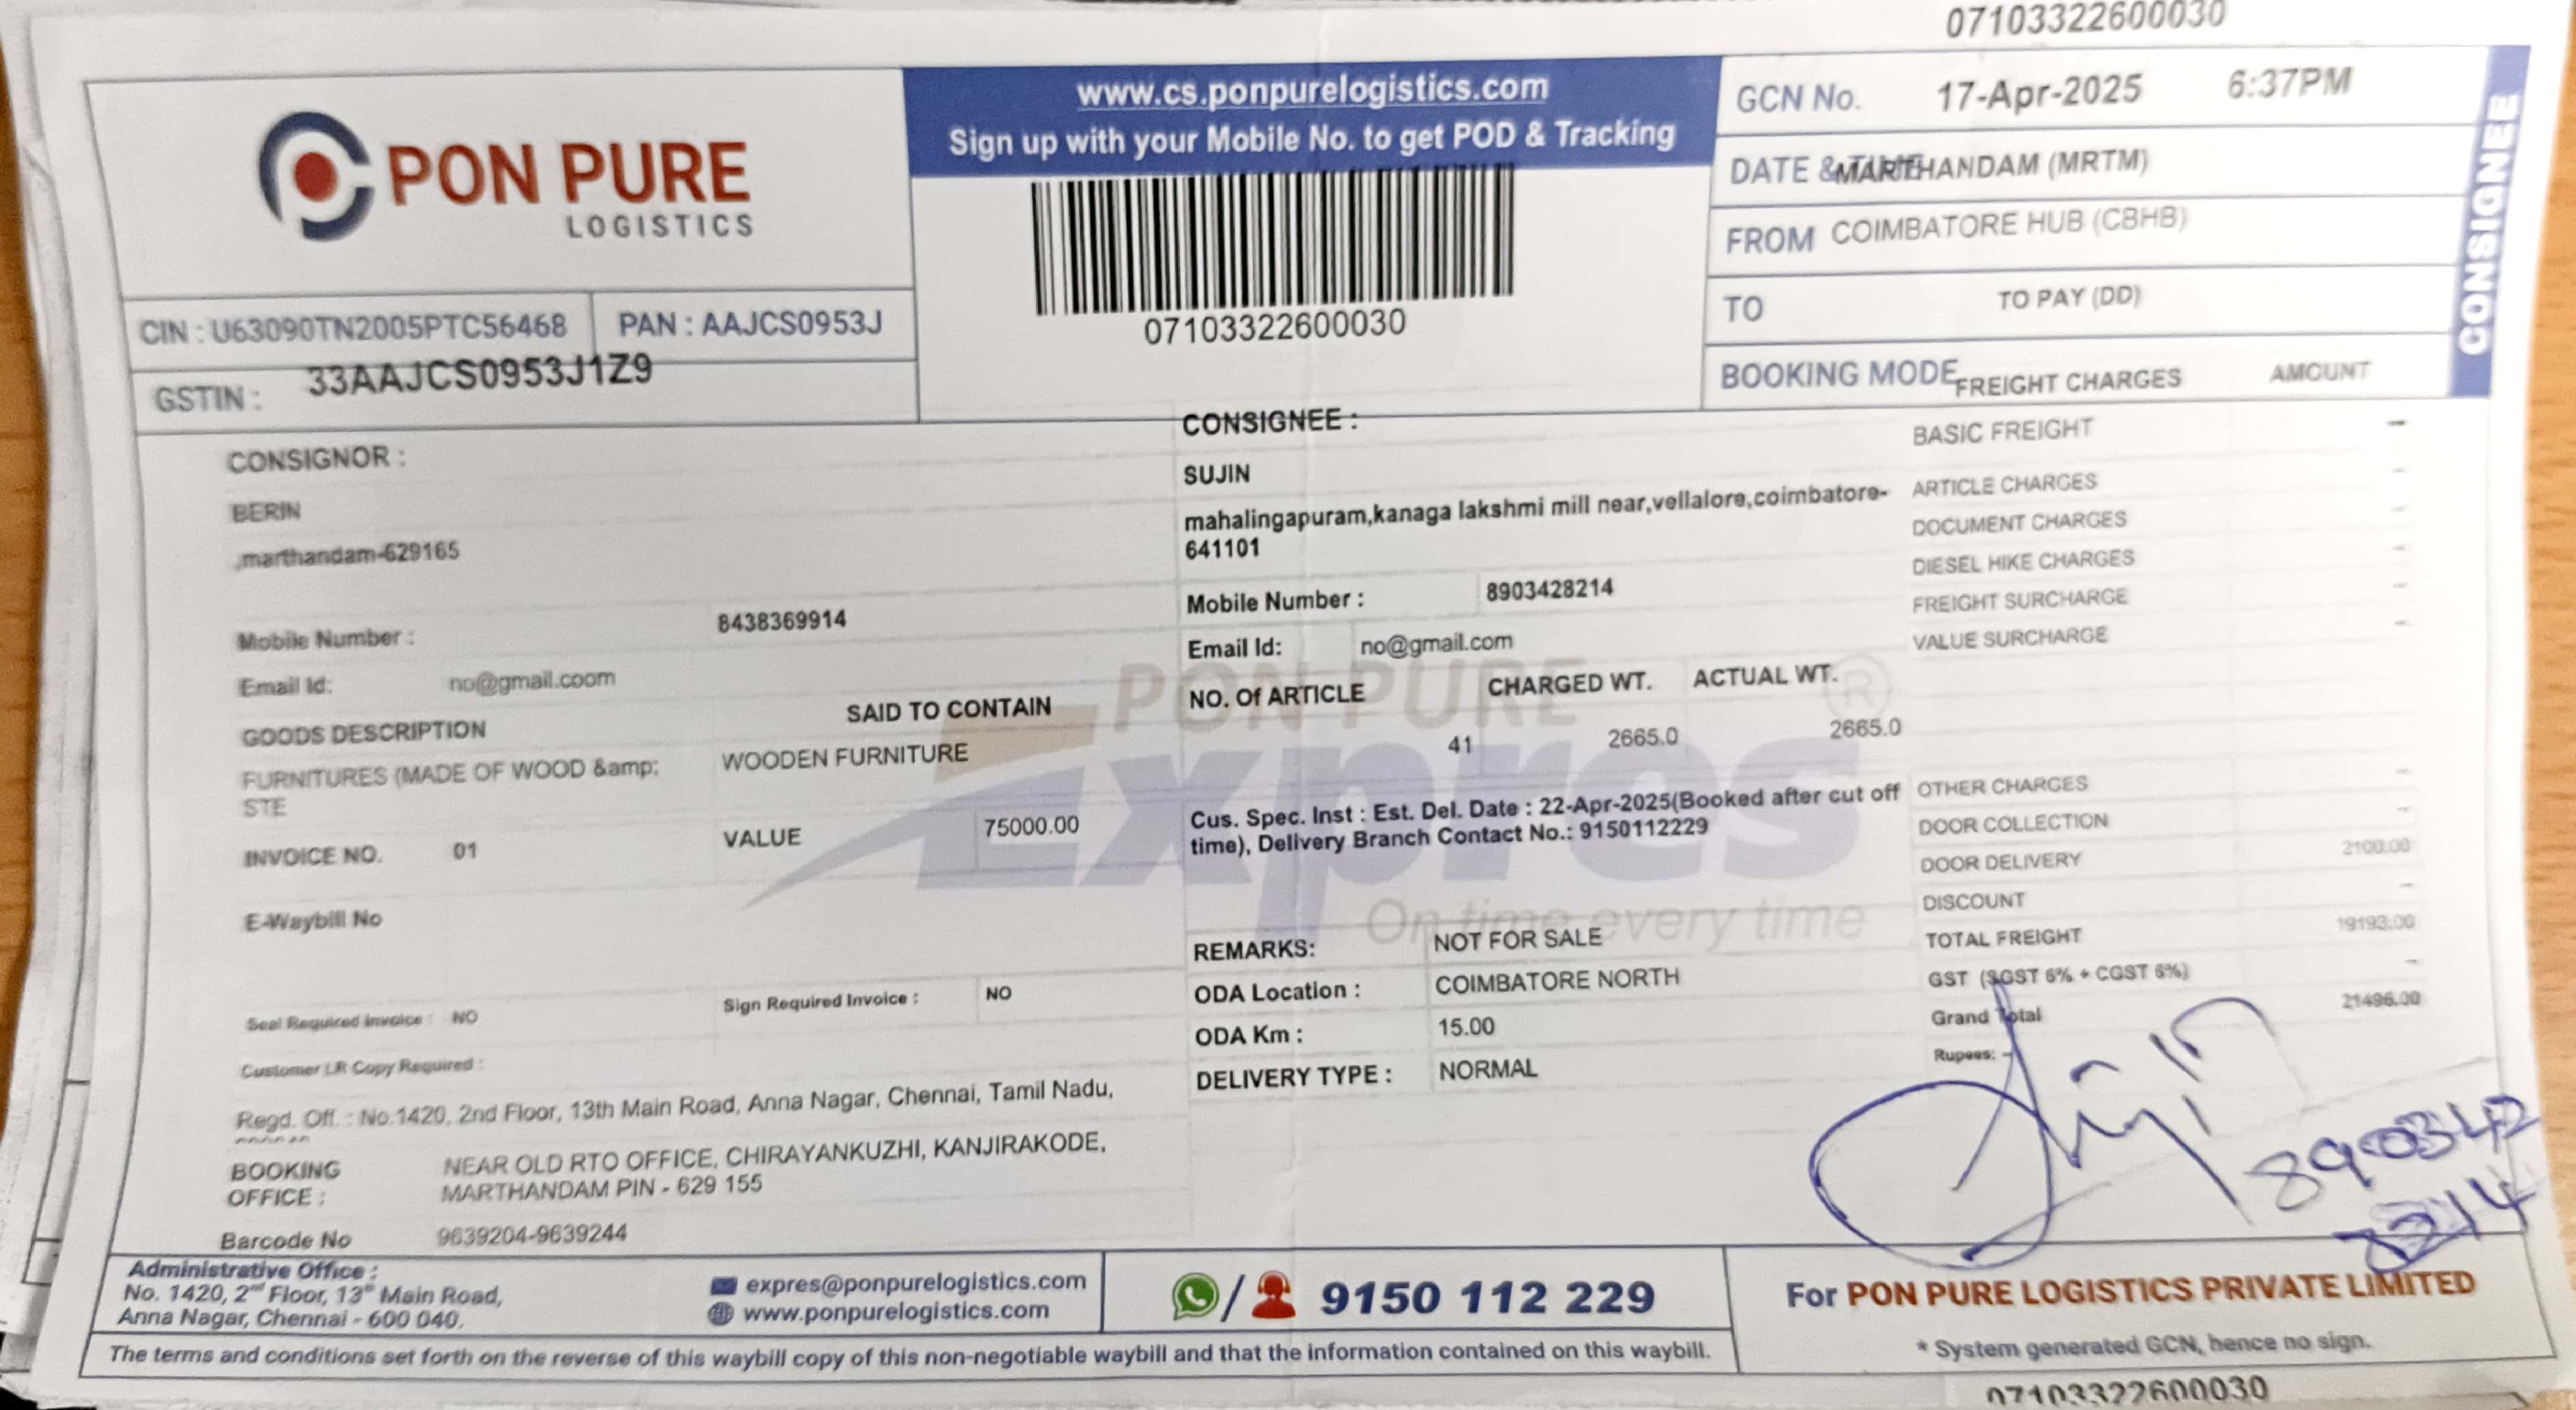 07103322600030
PON PURE
LOGISTICS
CIN : U63090TN2005PTC56468
PAN : AAJCS0953J
GSTIN : 33AAJCS0953J1Z9
www.cs.ponpurelogistics.com
Sign up with your Mobile No. to get POD & Tracking
07103322600030
GCN No. 17-Apr-2025 6:37PM
DATE & TIME MARTHANDAM (MRTM)
FROM COIMBATORE HUB (CBHB)
TO TO PAY (DD)
BOOKING MODE FREIGHT CHARGES AMOUNT
CONSIGNEE
CONSIGNOR :
BERIN
,marthandam-629165
Mobile Number : 8438369914
Email Id: no@gmail.coom
GOODS DESCRIPTION SAID TO CONTAIN
FURNITURES (MADE OF WOOD &amp; WOODEN FURNITURE
STE
INVOICE NO. 01 VALUE 75000.00
E-Waybill No
Seal Required Invoice : NO Sign Required Invoice : NO
Customer LR Copy Required :
Regd. Off. : No.1420, 2nd Floor, 13th Main Road, Anna Nagar, Chennai, Tamil Nadu,
BOOKING NEAR OLD RTO OFFICE, CHIRAYANKUZHI, KANJIRAKODE,
OFFICE : MARTHANDAM PIN - 629 155
Barcode No 9639204-9639244
CONSIGNEE :
SUJIN
mahalingapuram,kanaga lakshmi mill near,vellalore,coimbatore-
641101
Mobile Number : 8903428214
Email Id: no@gmail.com
NO. Of ARTICLE CHARGED WT. ACTUAL WT.
41 2665.0 2665.0
PON PURE
Expres ®
On time every time
Cus. Spec. Inst : Est. Del. Date : 22-Apr-2025(Booked after cut off
time), Delivery Branch Contact No.: 9150112229
REMARKS: NOT FOR SALE
ODA Location : COIMBATORE NORTH
ODA Km : 15.00
DELIVERY TYPE : NORMAL
BASIC FREIGHT -
ARTICLE CHARGES -
DOCUMENT CHARGES -
DIESEL HIKE CHARGES -
FREIGHT SURCHARGE -
VALUE SURCHARGE -
OTHER CHARGES -
DOOR COLLECTION -
DOOR DELIVERY 2100.00
DISCOUNT -
TOTAL FREIGHT 19193.00
GST (SGST 6% + CGST 6%) -
Grand Total 21496.00
Rupees: -
Sujin
890342
8214
Administrative Office :
No. 1420, 2nd Floor, 13th Main Road,
Anna Nagar, Chennai - 600 040.
expres@ponpurelogistics.com
www.ponpurelogistics.com
/ 9150 112 229
For PON PURE LOGISTICS PRIVATE LIMITED
* System generated GCN, hence no sign.
The terms and conditions set forth on the reverse of this waybill copy of this non-negotiable waybill and that the information contained on this waybill.
07103322600030